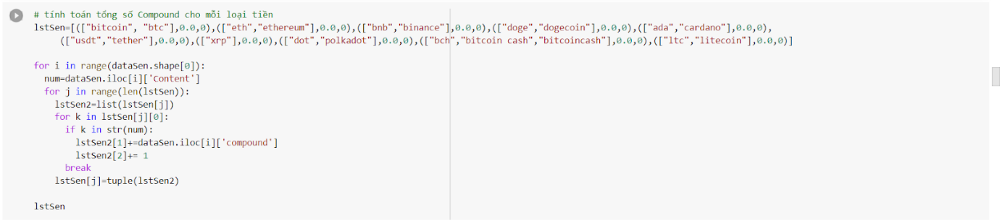 # tính toán tổng số Compound cho mỗi loại tiền
lstSen=[(["bitcoin", "btc"],0.0,0),(["eth","ethereum"],0.0,0),(["bnb","binance"],0.0,0),(["doge","dogecoin"],0.0,0),(["ada","cardano"],0.0,0),
(["usdt","tether"],0.0,0),(["xrp"],0.0,0),(["dot","polkadot"],0.0,0),(["bch","bitcoin cash","bitcoincash"],0.0,0),(["ltc","litecoin"],0.0,0)]
for i in range(dataSen.shape[0]):
num=dataSen.iloc[i]['Content']
for j in range(len(lstSen)):
lstSen2=list(lstSen[j])
for k in lstSen[j][0]:
if k in str(num):
lstSen2[1]+=dataSen.iloc[i]['compound']
lstSen2[2]+= 1
break
lstSen[j]=tuple(lstSen2)
lstSen